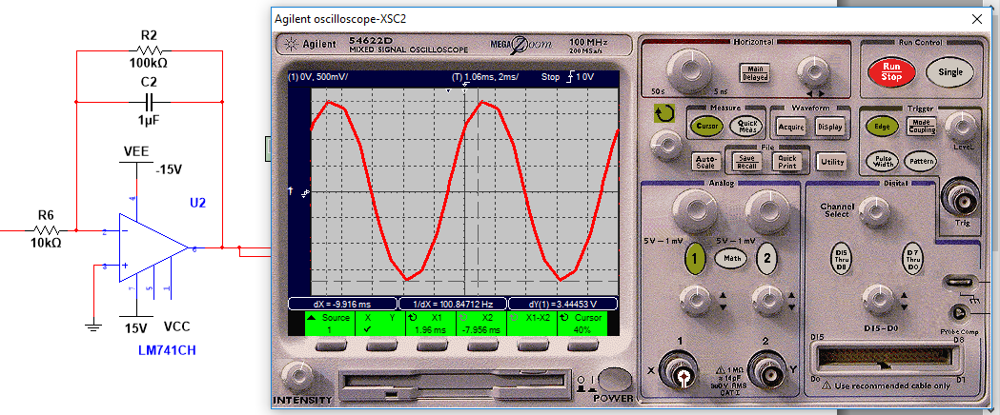 Agilent oscilloscope-XSC2
R2
100kΩ
C2
1µF
VEE
-15V
U2
R6
10kΩ
4
2
3
6
7
5
1
15V
VCC
LM741CH
Agilent
54622D
MIXED SIGNAL OSCILLOSCOPE
MEGA Zoom
100 MHz
200 MSa/s
(1) 0V, 500mV/
(T) 1.06ms, 2ms/
Stop
1 0V
dX = -9.916 ms
1/dX = 100.84712 Hz
dY(1) = 3.44453 V
Source
1
X Y
✓
X1
1.96 ms
X2
-7.956 ms
X1-X2
Cursor
40%
INTENSITY
POWER
Horizontal
50 s
5 ns
Main
Delayed
Run Control
Run
Stop
Single
Measure
Cursor
Quick
Meas
Waveform
Acquire
Display
Trigger
Edge
Mode
Coupling
Level
Auto-
Scale
File
Save
Recall
Quick
Print
Utility
Pulse
Width
Pattern
Trig
Analog
5 V – 1 mV
5 V – 1 mV
1
Math
2
Digital
Channel
Select
D15
Thru
D8
D7
Thru
D0
D15-D0
Probe Comp
1
2
X
Y
1 MΩ
≈ 14pF
300V RMS
CAT I
D15
D8
D0
Use recommended cable only